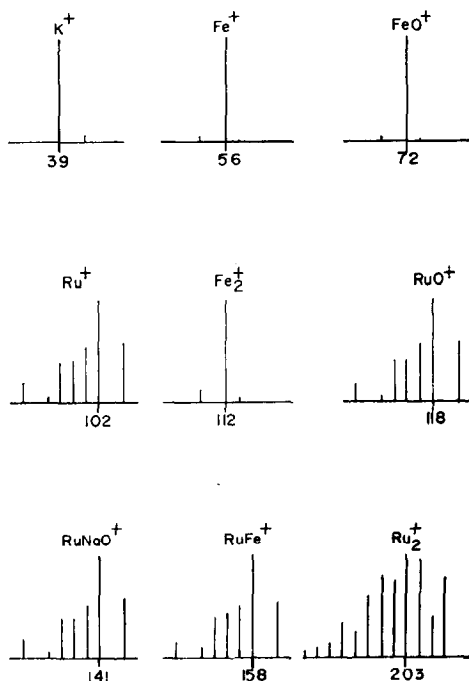 K+ Fe+ FeO+
39 56 72
Ru+ Fe2+ RuO+
102 112 118
RuNaO+ RuFe+ Ru2+
141 158 203